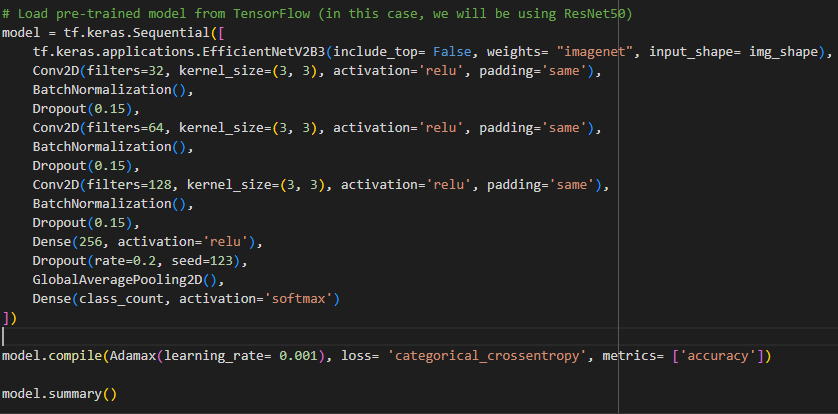 # Load pre-trained model from TensorFlow (in this case, we will be using ResNet50)
model = tf.keras.Sequential([
    tf.keras.applications.EfficientNetV2B3(include_top= False, weights= "imagenet", input_shape= img_shape),
    Conv2D(filters=32, kernel_size=(3, 3), activation='relu', padding='same'),
    BatchNormalization(),
    Dropout(0.15),
    Conv2D(filters=64, kernel_size=(3, 3), activation='relu', padding='same'),
    BatchNormalization(),
    Dropout(0.15),
    Conv2D(filters=128, kernel_size=(3, 3), activation='relu', padding='same'),
    BatchNormalization(),
    Dropout(0.15),
    Dense(256, activation='relu'),
    Dropout(rate=0.2, seed=123),
    GlobalAveragePooling2D(),
    Dense(class_count, activation='softmax')
])
model.compile(Adamax(learning_rate= 0.001), loss= 'categorical_crossentropy', metrics= ['accuracy'])
model.summary()